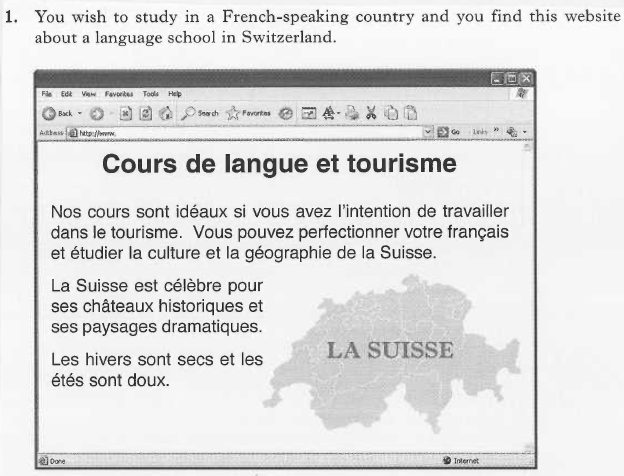 1. You wish to study in a French-speaking country and you find this website
about a language school in Switzerland.
File Edit View Favorites Tools Help
Back Search Favorites
Address http://www. Go Links »
Cours de langue et tourisme
Nos cours sont idéaux si vous avez l'intention de travailler
dans le tourisme. Vous pouvez perfectionner votre français
et étudier la culture et la géographie de la Suisse.
La Suisse est célèbre pour
ses châteaux historiques et
ses paysages dramatiques.
LA SUISSE
Les hivers sont secs et les
étés sont doux.
Done Internet